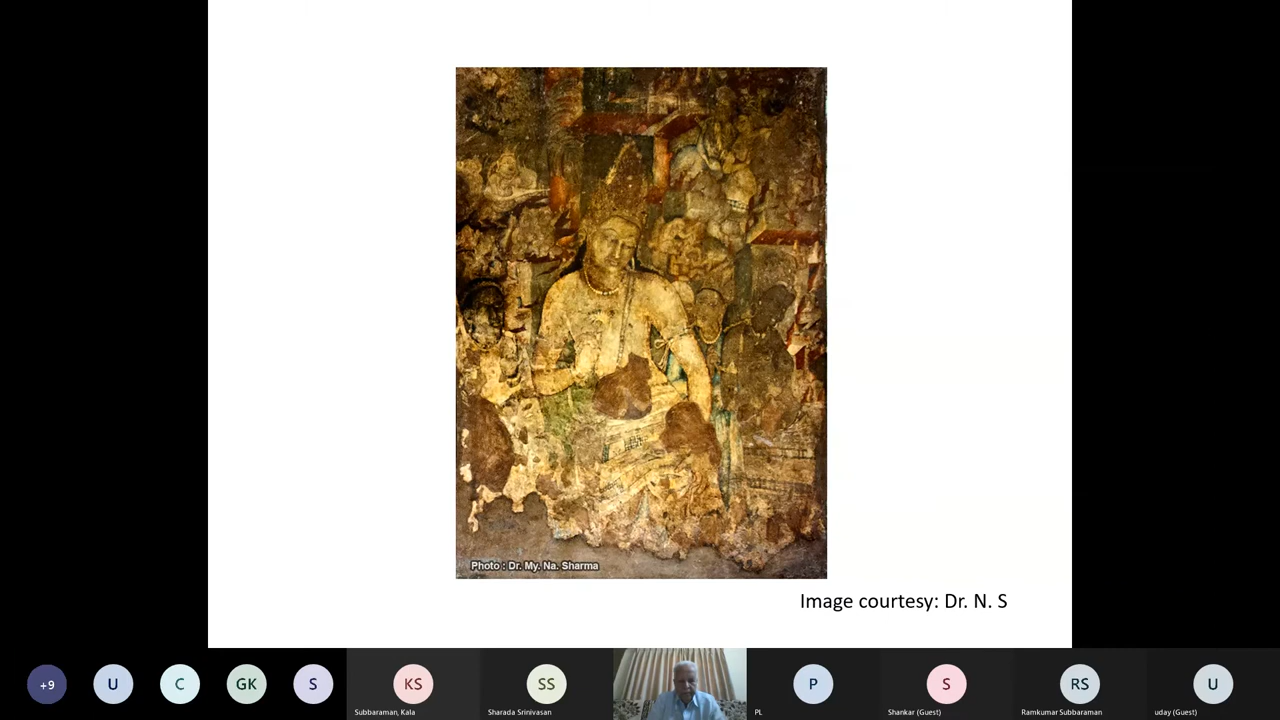 Photo : Dr. My. Na. Sharma
Image courtesy: Dr. N. S
+9
U
C
GK
S
KS
Subbaraman, Kala
SS
Sharada Srinivasan
P
PL
S
Shankar (Guest)
RS
Ramkumar Subbaraman
U
uday (Guest)